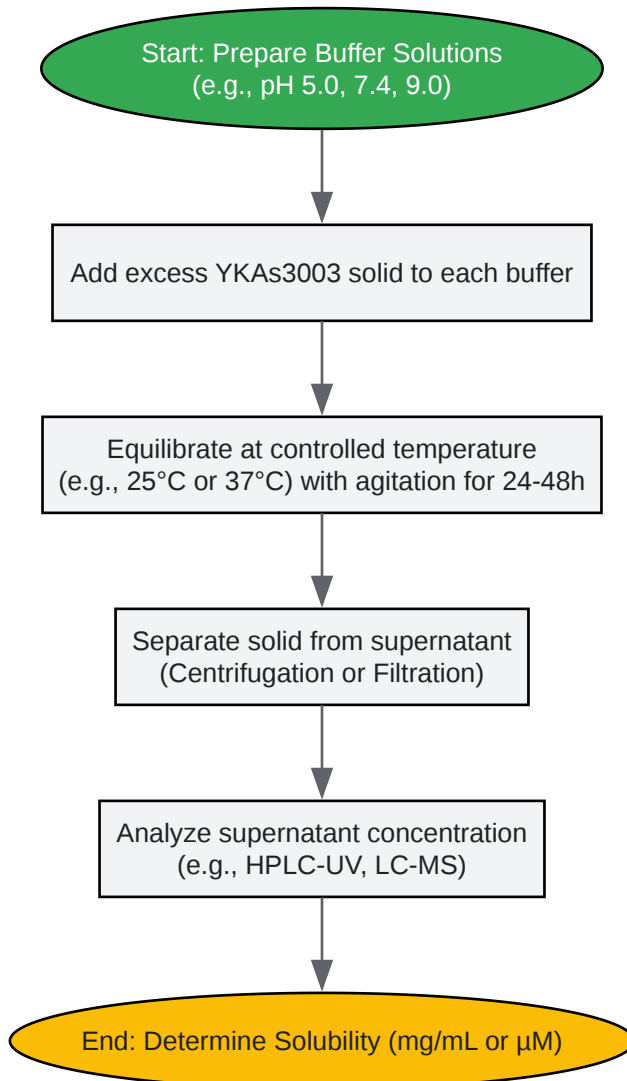 Start: Prepare Buffer Solutions
(e.g., pH 5.0, 7.4, 9.0)
Add excess YKAs3003 solid to each buffer
Equilibrate at controlled temperature
(e.g., 25°C or 37°C) with agitation for 24-48h
Separate solid from supernatant
(Centrifugation or Filtration)
Analyze supernatant concentration
(e.g., HPLC-UV, LC-MS)
End: Determine Solubility (mg/mL or µM)